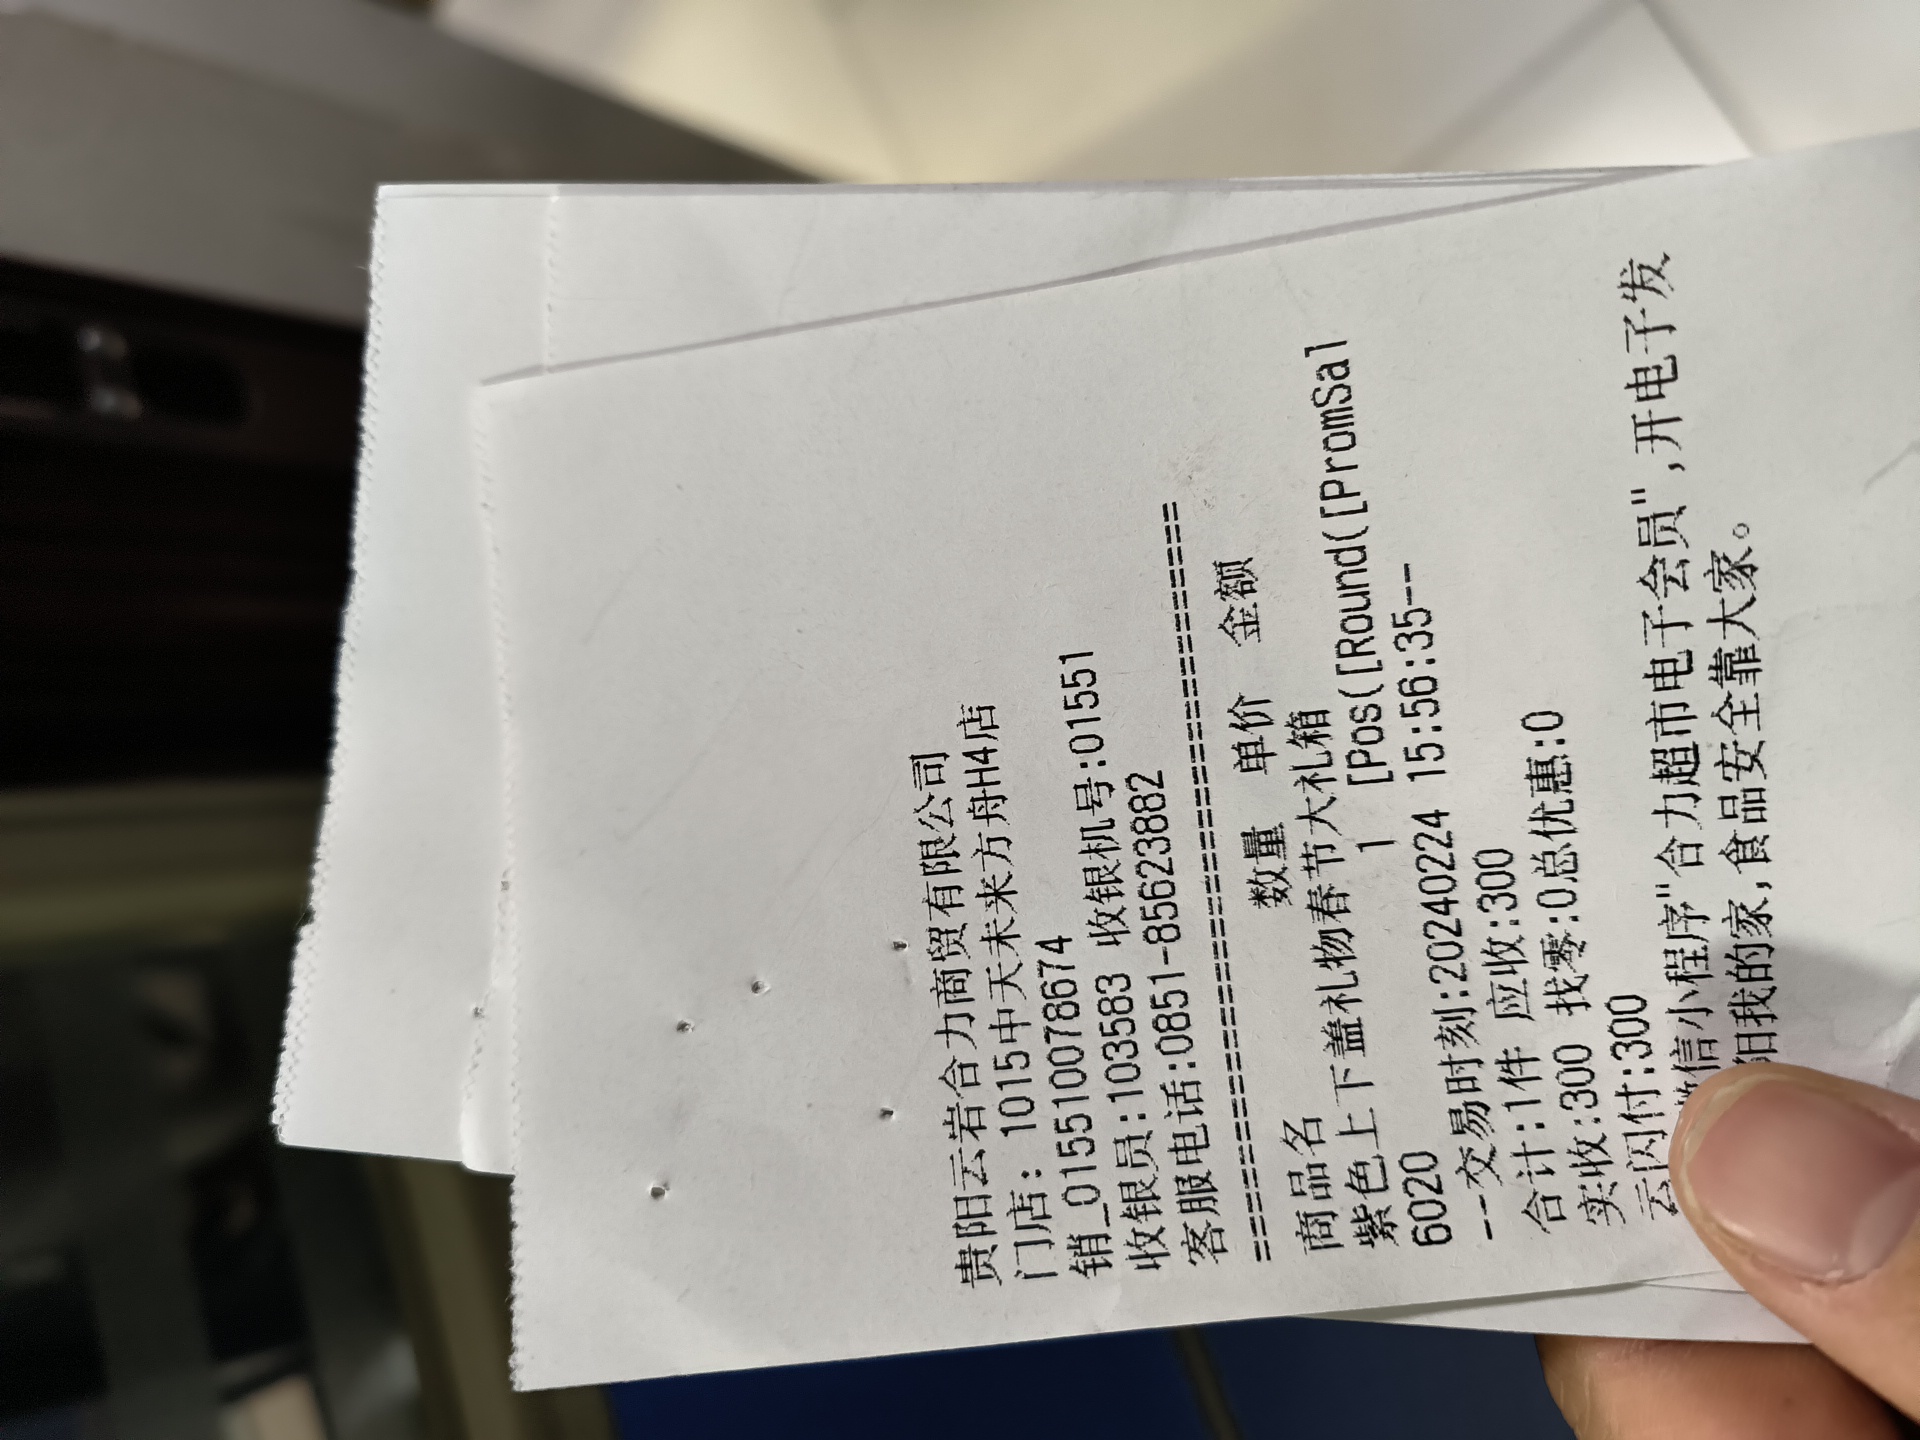 贵阳云岩合力商贸有限公司
门店: 1015中天未来方舟H4店
销_015510078674
收银员:103583 收银机号:01551
客服电话:0851-85623882
========================================
商品名 数量 单价 金额
紫色上下盖礼物春节大礼箱
6020 1 [Pos([Round([PromSal
--交易时刻:20240224 15:56:35--
合计:1件 应收:300
实收:300 找零:0总优惠:0
云闪付:300
微信小程序"合力超市电子会员",开电子发
阳我的家,食品安全靠大家。